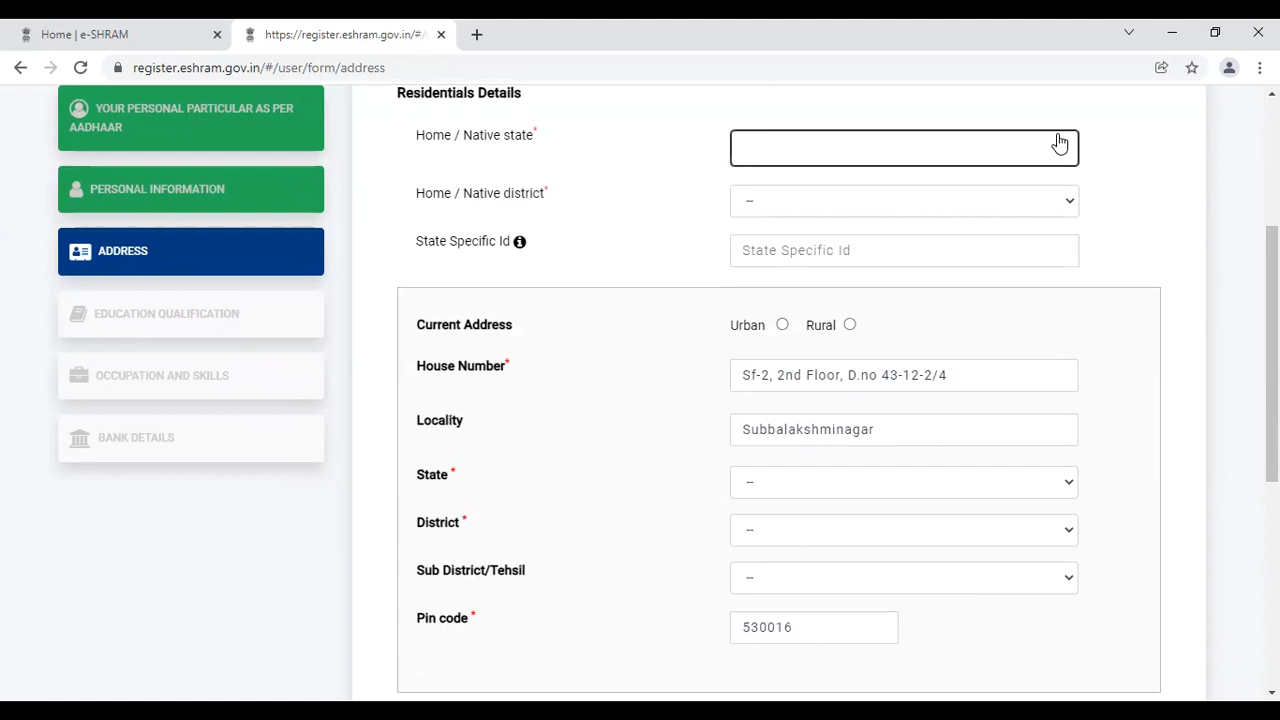 Home | e-SHRAM
https://register.eshram.gov.in/#/
register.eshram.gov.in/#/user/form/address
YOUR PERSONAL PARTICULAR AS PER
AADHAAR
PERSONAL INFORMATION
ADDRESS
EDUCATION QUALIFICATION
OCCUPATION AND SKILLS
BANK DETAILS
Residentials Details
Home / Native state*
Home / Native district* --
State Specific Id State Specific Id
Current Address Urban Rural
House Number* Sf-2, 2nd Floor, D.no 43-12-2/4
Locality Subbalakshminagar
State * --
District * --
Sub District/Tehsil --
Pin code * 530016